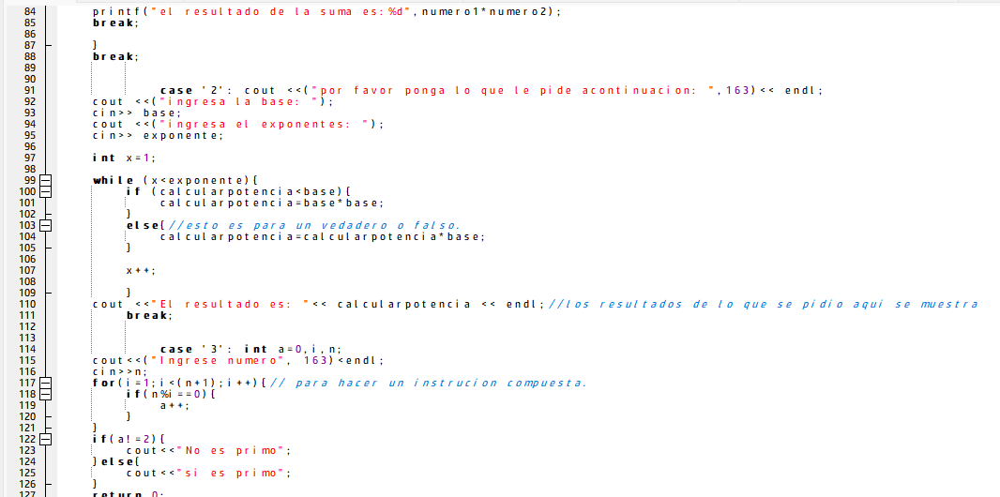 84 printf("el resultado de la suma es:%d",numero1*numero2);
85 break;
86
87 }
88 break;
89
90
91 case '2': cout <<("por favor ponga lo que le pide acontinuacion: ",163)<< endl;
92 cout <<("ingresa la base: ");
93 cin>> base;
94 cout <<("ingresa el exponentes: ");
95 cin>> exponente;
96
97 int x=1;
98
99 while (x<exponente){
100 if (calcularpotencia<base){
101 calcularpotencia=base*base;
102 }
103 else{//esto es para un vedadero o falso.
104 calcularpotencia=calcularpotencia*base;
105 }
106
107 x++;
108
109 }
110 cout <<"El resultado es: "<< calcularpotencia << endl;//los resultados de lo que se pidio aqui se muestra
111 break;
112
113
114 case '3': int a=0,i,n;
115 cout<<("Ingrese numero", 163)<endl;
116 cin>>n;
117 for(i=1;i<(n+1);i++){// para hacer un instrucion compuesta.
118 if(n%i==0){
119 a++;
120 }
121 }
122 if(a!=2){
123 cout<<"No es primo";
124 }else{
125 cout<<"si es primo";
126 }
127 return 0;